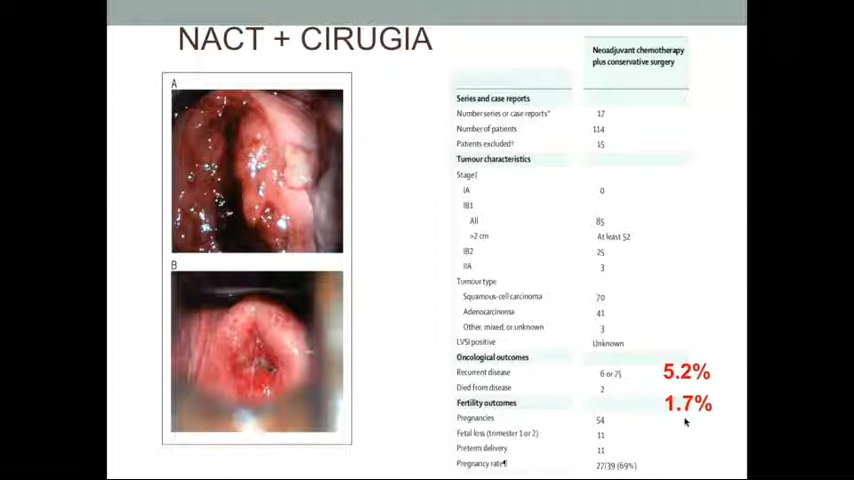 NACT + CIRUGIA
A
B
Neoadjuvant chemotherapy
plus conservative surgery
Series and case reports
Number series or case reports* 17
Number of patients 114
Patients excluded† 15
Tumour characteristics
Stage‡
IA 0
IB1
All 85
>2 cm At least 52
IB2 25
IIA 3
Tumour type
Squamous-cell carcinoma 70
Adenocarcinoma 41
Other, mixed, or unknown 3
LVSI positive Unknown
Oncological outcomes
Recurrent disease 6 or 7§ 5.2%
Died from disease 2
Fertility outcomes 1.7%
Pregnancies 54
Fetal loss (trimester 1 or 2) 11
Preterm delivery 11
Pregnancy rate¶ 27/39 (69%)